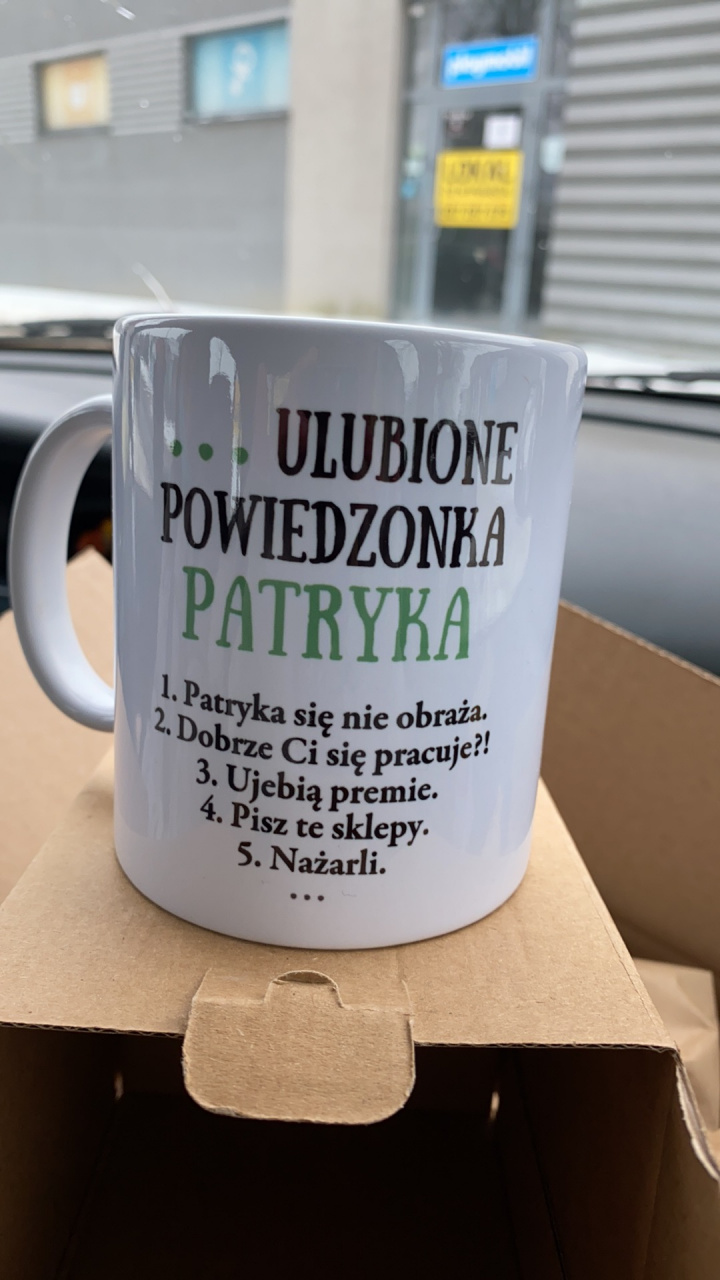 ... ULUBIONE
POWIEDZONKA
PATRYKA
1. Patryka się nie obraża.
2. Dobrze Ci się pracuje?!
3. Ujebią premie.
4. Pisz te sklepy.
5. Nażarli.
...